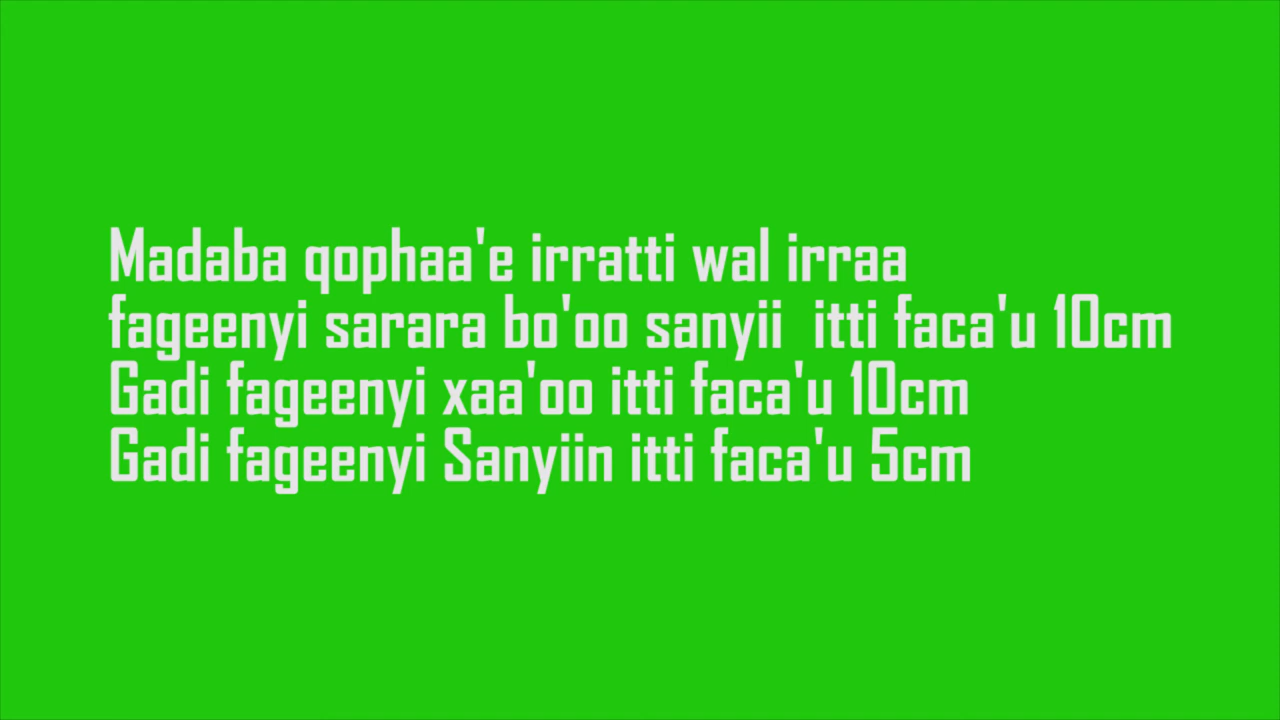 Madaba qophaa'e irratti wal irraa
fageenyi sarara bo'oo sanyii itti faca'u 10cm
Gadi fageenyi xaa'oo itti faca'u 10cm
Gadi fageenyi Sanyiin itti faca'u 5cm